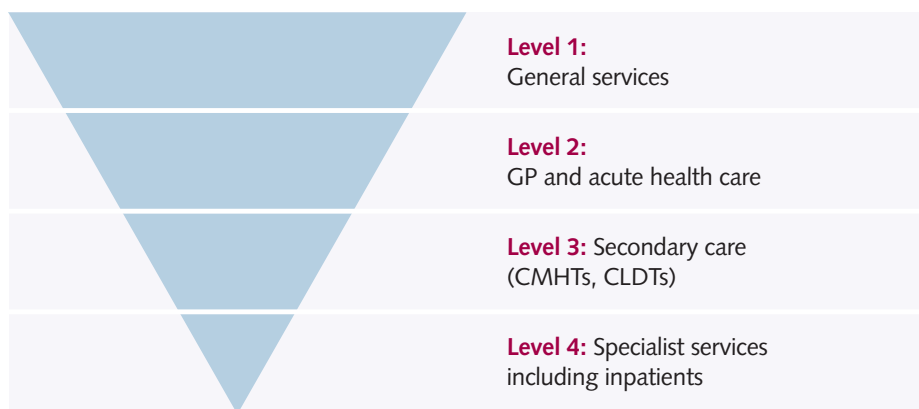 Level 1:
General services
Level 2:
GP and acute health care
Level 3: Secondary care
(CMHTs, CLDTs)
Level 4: Specialist services
including inpatients